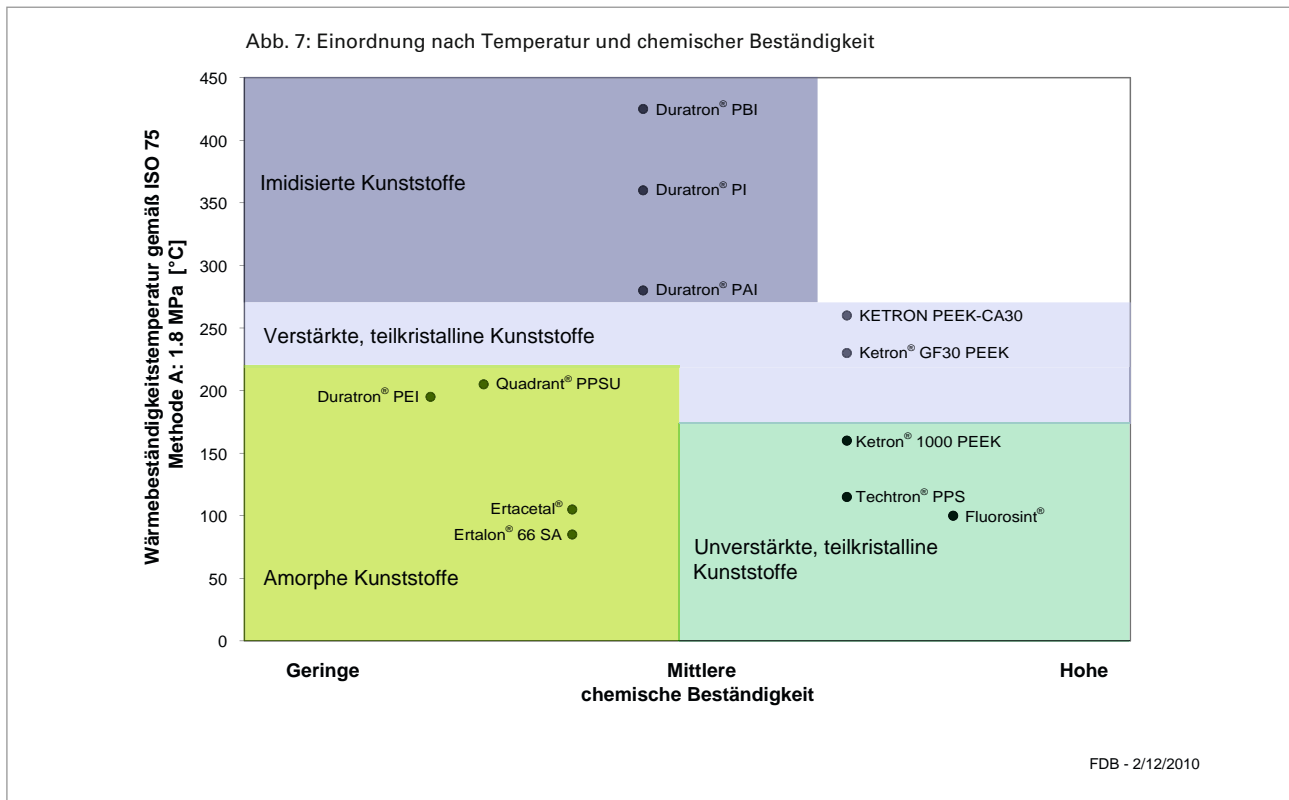 Abb. 7: Einordnung nach Temperatur und chemischer Beständigkeit
Wärmebeständigkeitstemperatur gemäß ISO 75
Methode A: 1.8 MPa [°C]
450
400
350
300
250
200
150
100
50
0
Imidisierte Kunststoffe
Duratron® PBI
Duratron® PI
Duratron® PAI
Verstärkte, teilkristalline Kunststoffe
KETRON PEEK-CA30
Ketron® GF30 PEEK
Quadrant® PPSU
Duratron® PEI
Ertacetal®
Ertalon® 66 SA
Amorphe Kunststoffe
Ketron® 1000 PEEK
Techtron® PPS
Fluorosint®
Unverstärkte, teilkristalline
Kunststoffe
Geringe
Mittlere
Hohe
chemische Beständigkeit
FDB - 2/12/2010